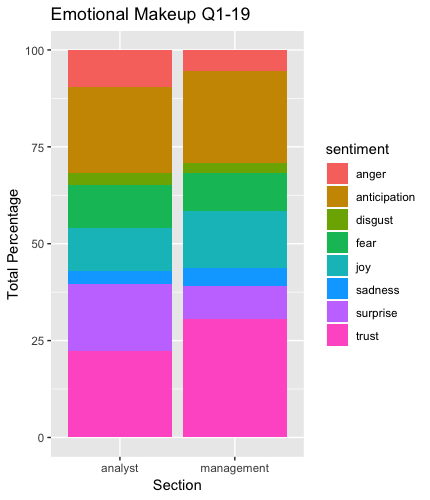 Emotional Makeup Q1-19
100
75
50
25
0
Total Percentage
analyst
management
Section
sentiment
anger
anticipation
disgust
fear
joy
sadness
surprise
trust